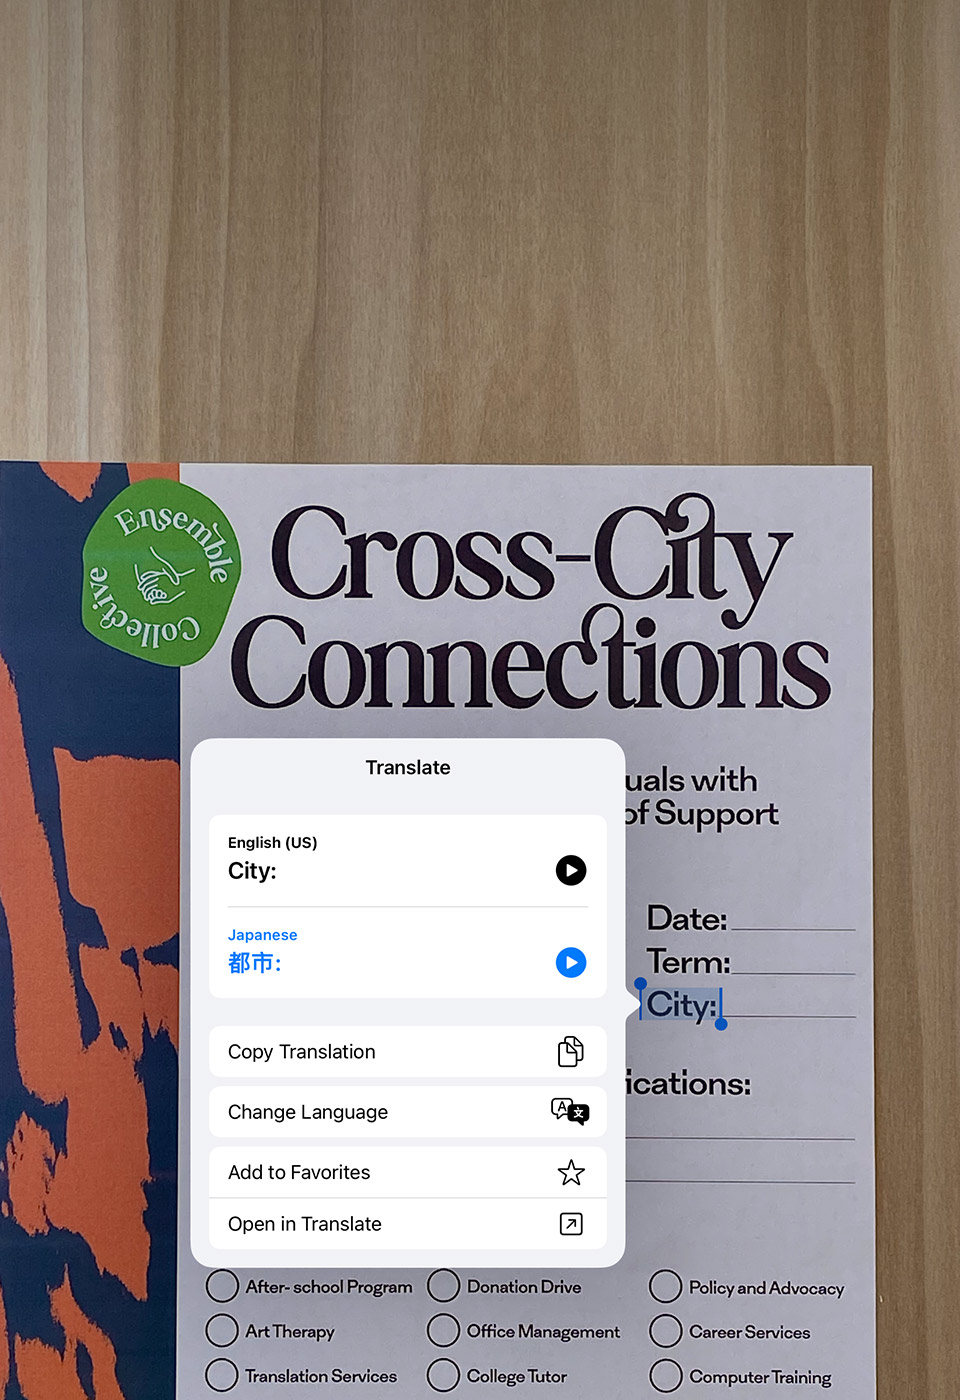 Ensemble
Collective
Cross-City
Connections
Translate
English (US)
City:
Japanese
都市:
Copy Translation
Change Language
Add to Favorites
Open in Translate
with
of Support
Date:
Term:
City:
After-school Program
Donation Drive
Policy and Advocacy
Art Therapy
Office Management
Career Services
Translation Services
College Tutor
Computer Training